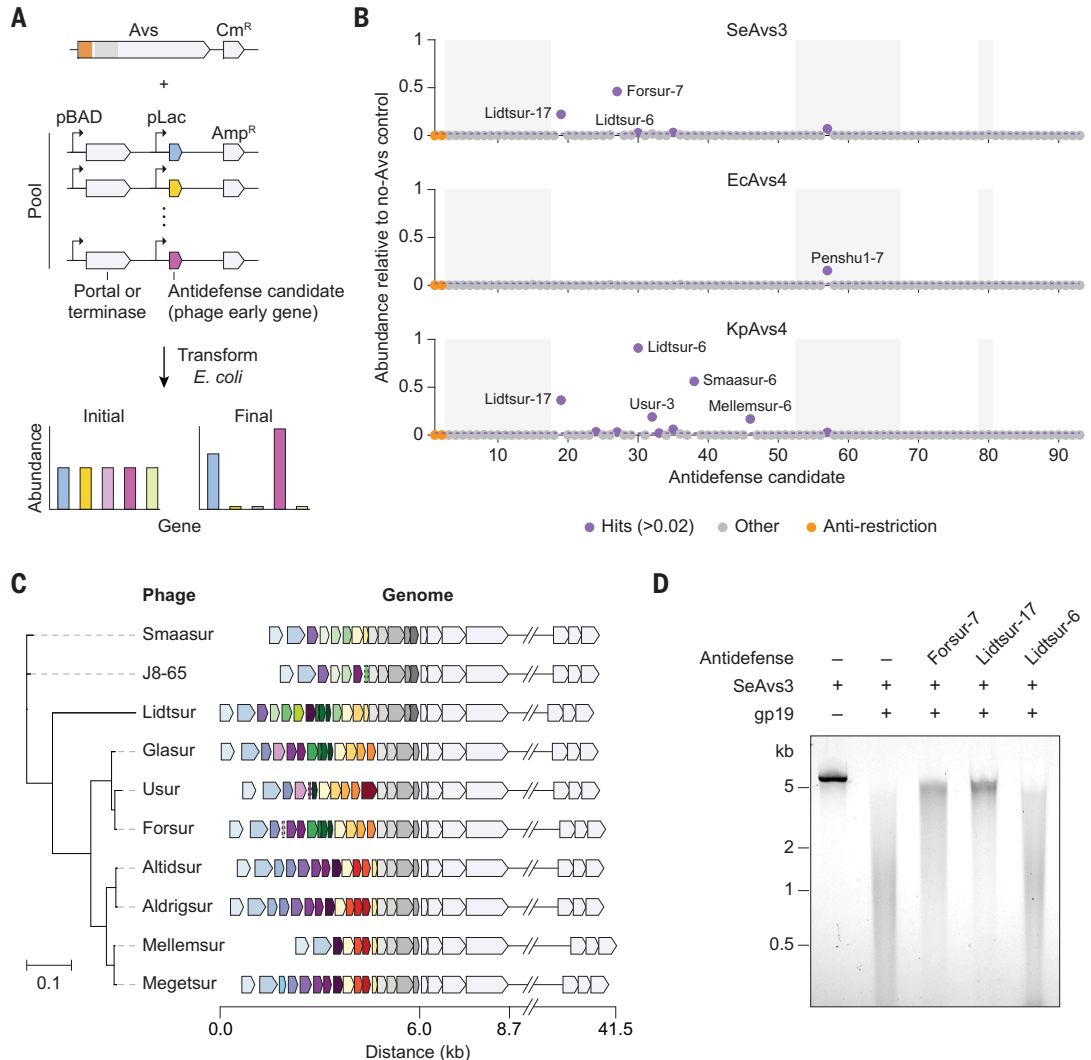 A
Avs
Cm^R
+
pBAD
pLac
Amp^R
Pool
Portal or
terminase
Antidefense candidate
(phage early gene)
Transform
E. coli
Initial
Final
Abundance
Gene
B
Abundance relative to no-Avs control
SeAvs3
1
0.5
0
Lidtsur-17
Forsur-7
Lidtsur-6
EcAvs4
1
0.5
0
Penshu1-7
KpAvs4
1
0.5
0
Lidtsur-17
Lidtsur-6
Smaasur-6
Usur-3
Mellemsur-6
10 20 30 40 50 60 70 80 90
Antidefense candidate
Hits (>0.02)
Other
Anti-restriction
C
Phage
Genome
Smaasur
J8-65
Lidtsur
Glasur
Usur
Forsur
Altidsur
Aldrigsur
Mellemsur
Megetsur
0.1
0.0 6.0 8.7 41.5
Distance (kb)
D
Forsur-7
Lidtsur-17
Lidtsur-6
Antidefense – –
SeAvs3 + + + + +
gp19 – + + + +
kb
5
2
1
0.5